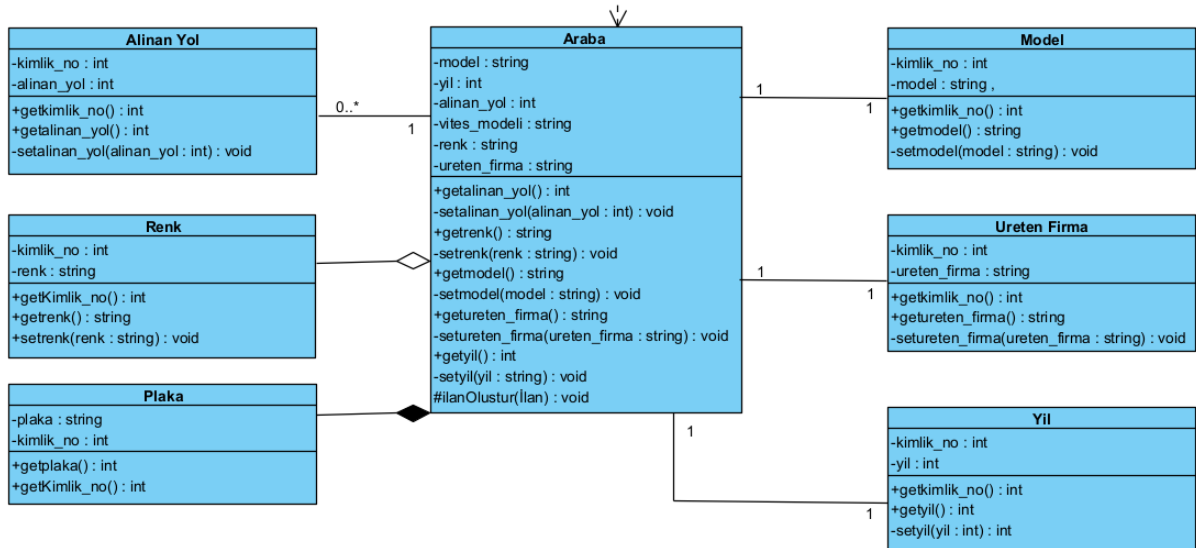 Alinan Yol
-kimlik_no : int
-alinan_yol : int
+getkimlik_no() : int
+getalinan_yol() : int
-setalinan_yol(alinan_yol : int) : void
0..*
1
Renk
-kimlik_no : int
-renk : string
+getKimlik_no() : int
+getrenk() : string
+setrenk(renk : string) : void
Plaka
-plaka : string
-kimlik_no : int
+getplaka() : int
+getKimlik_no() : int
Araba
-model : string
-yil : int
-alinan_yol : int
-vites_modeli : string
-renk : string
-ureten_firma : string
+getalinan_yol() : int
-setalinan_yol(alinan_yol : int) : void
+getrenk() : string
-setrenk(renk : string) : void
+getmodel() : string
-setmodel(model : string) : void
+getureten_firma() : string
-setureten_firma(ureten_firma : string) : void
+getyil() : int
-setyil(yil : string) : void
#ilanOlustur(İlan) : void
1
1
Model
-kimlik_no : int
-model : string ,
+getkimlik_no() : int
+getmodel() : string
-setmodel(model : string) : void
1
1
Ureten Firma
-kimlik_no : int
-ureten_firma : string
+getkimlik_no() : int
+getureten_firma() : string
-setureten_firma(ureten_firma : string) : void
1
1
Yil
-kimlik_no : int
-yil : int
+getkimlik_no() : int
+getyil() : int
-setyil(yil : int) : int